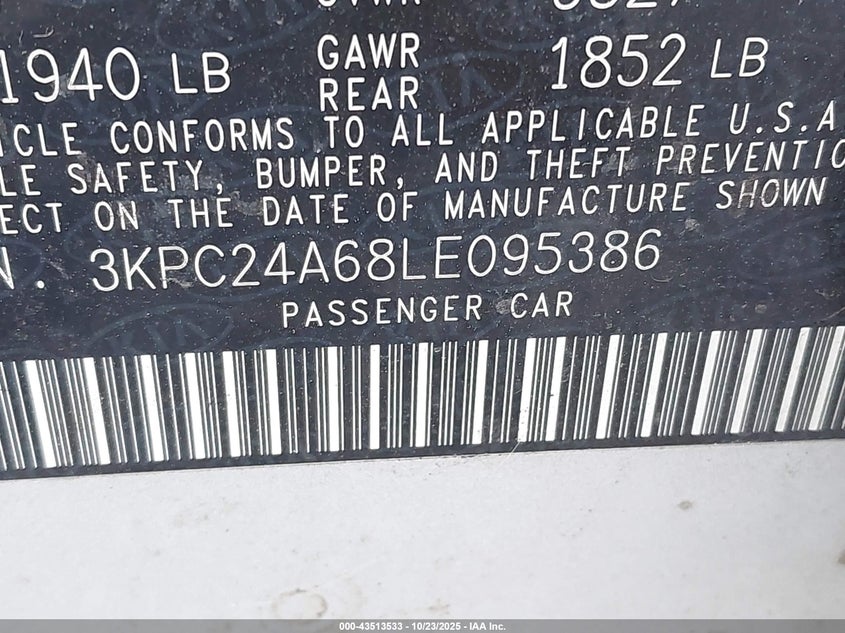 1940 LB GAWR REAR 1852 LB
CLE CONFORMS TO ALL APPLICABLE U.S.A
LE SAFETY, BUMPER, AND THEFT PREVENTIO
ECT ON THE DATE OF MANUFACTURE SHOWN
N. 3KPC24A68LE095386
PASSENGER CAR
000-43513533 - 10/23/2025 - IAA Inc.